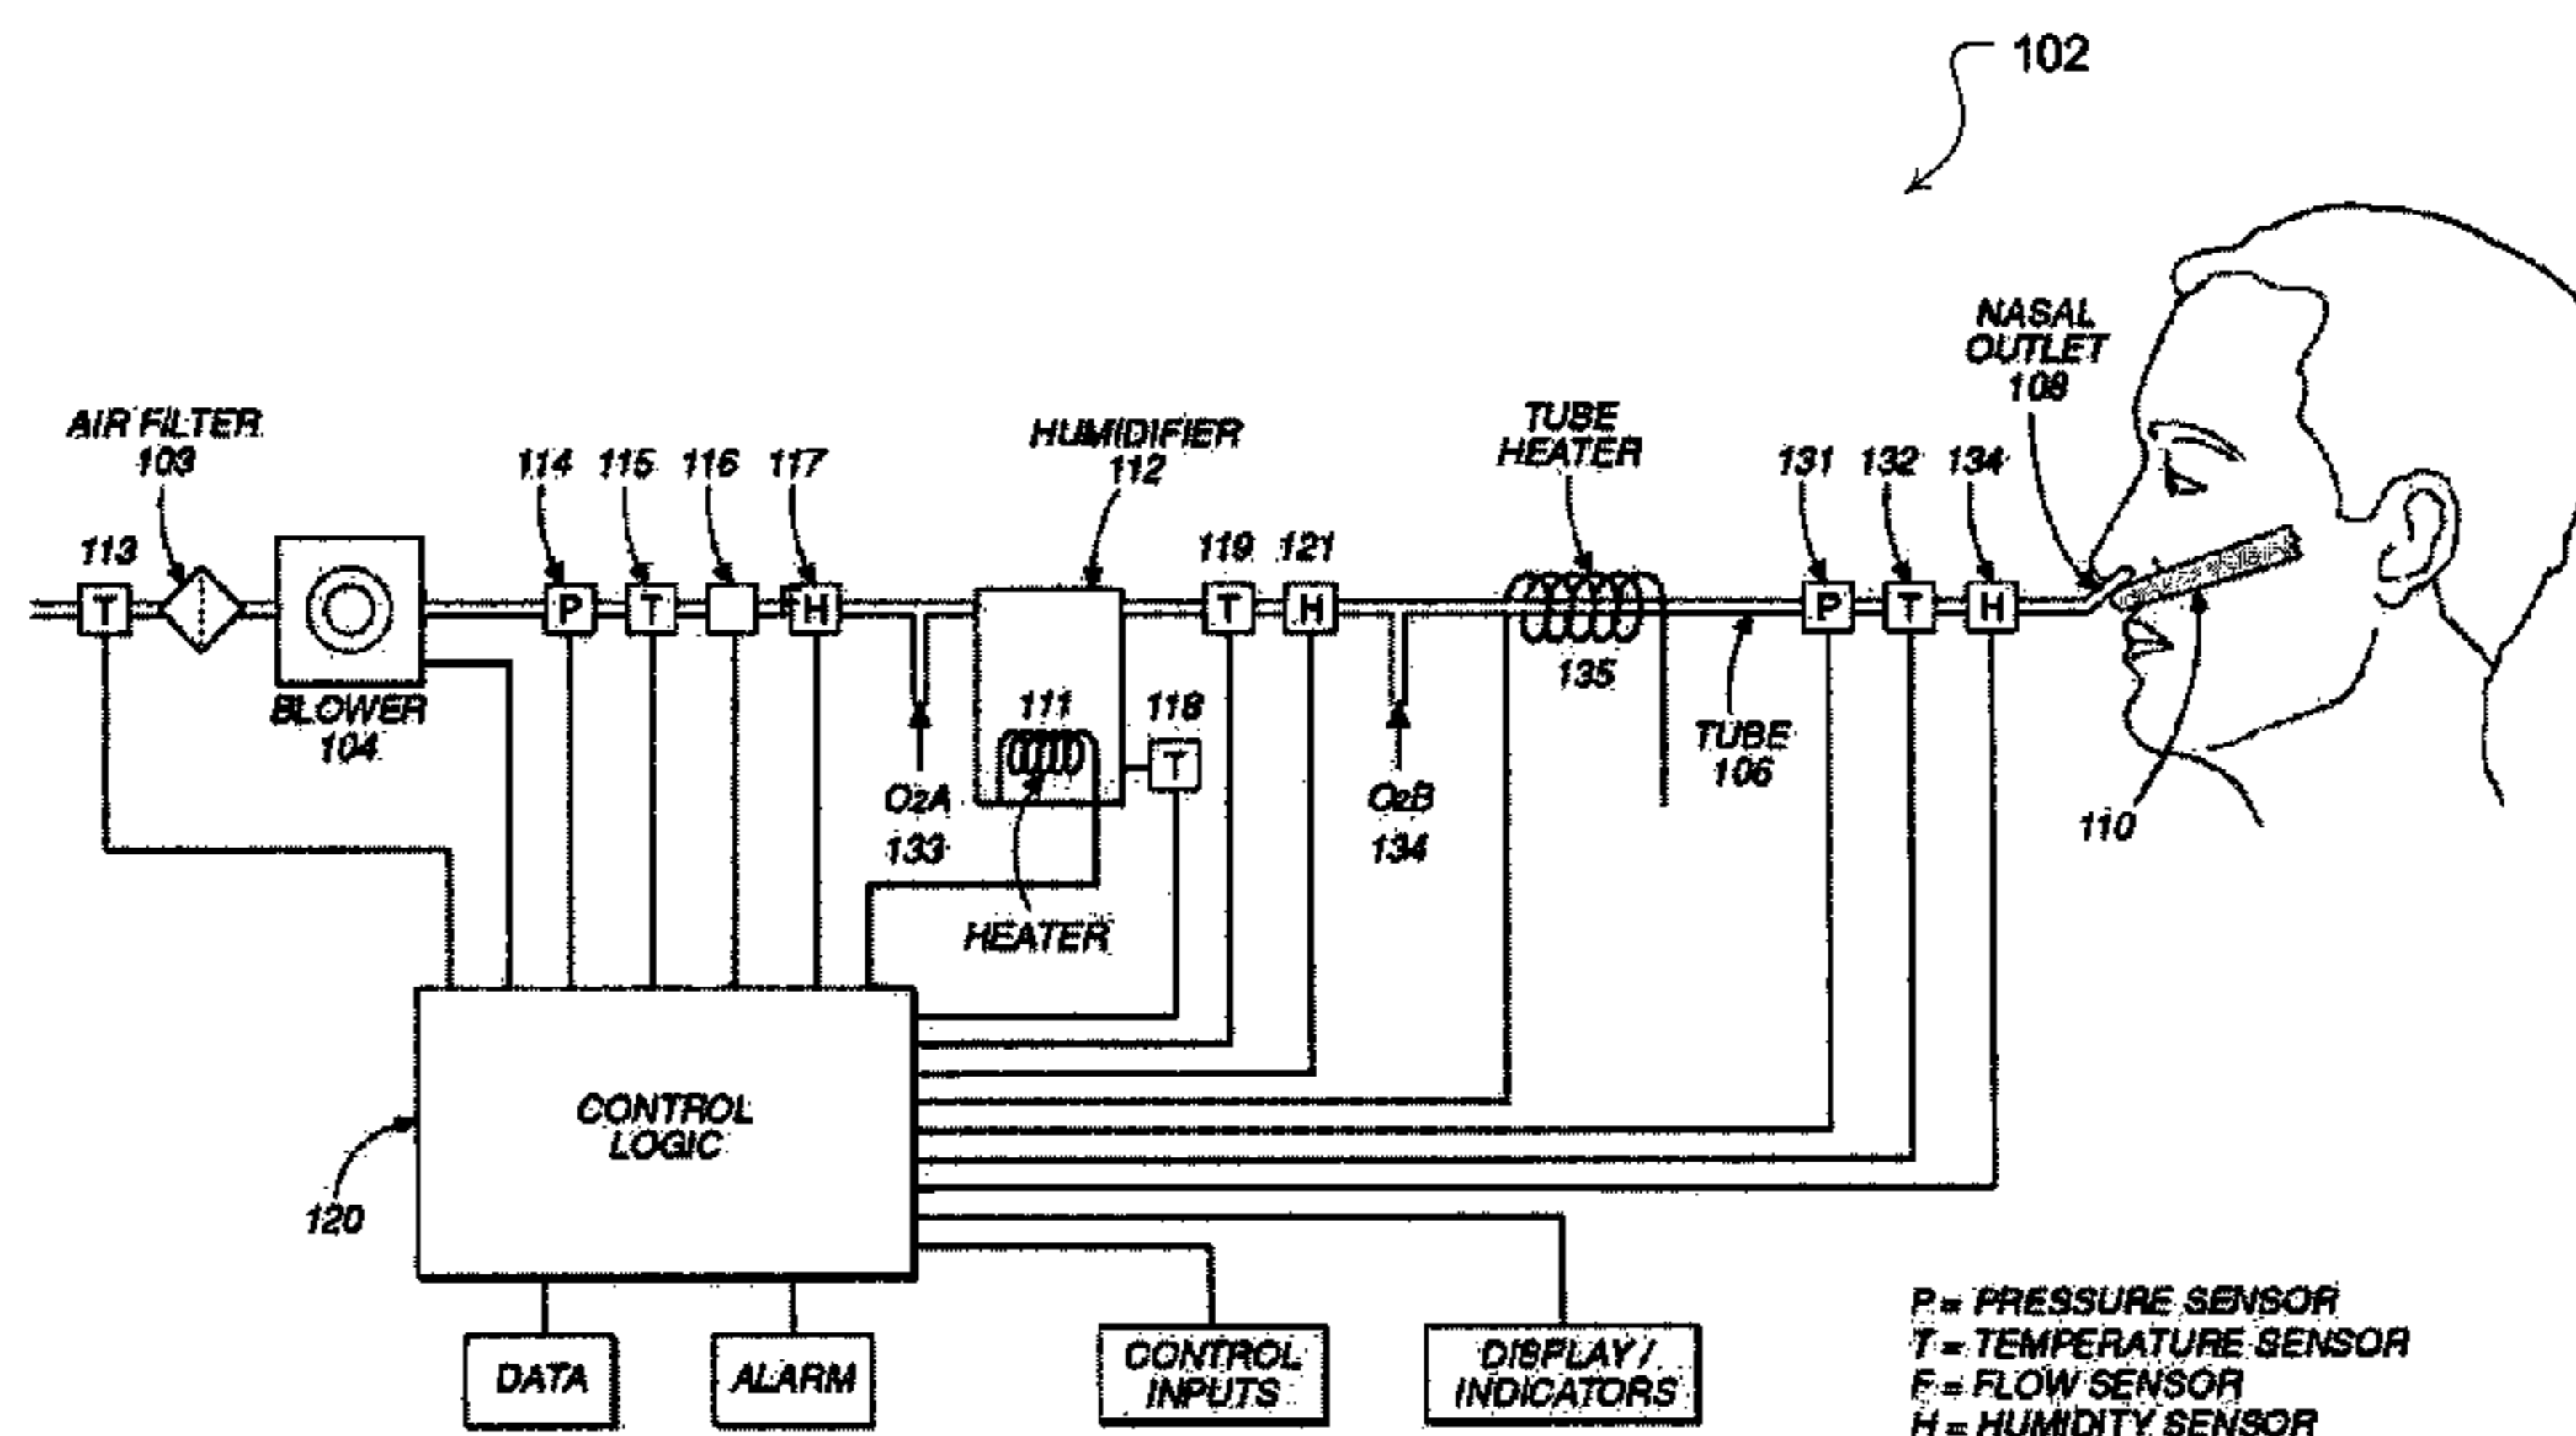 102
NASAL
OUTLET
108
AIR FILTER
103
HUMIDIFIER
112
TUBE
HEATER
114
115
116
117
131
132
134
113
119
121
T
P
T
H
T
H
P
T
H
135
BLOWER
104
111
118
T
TUBE
106
O2A
133
O2B
134
110
HEATER
CONTROL
LOGIC
120
DATA
ALARM
CONTROL
INPUTS
DISPLAY /
INDICATORS
P = PRESSURE SENSOR
T = TEMPERATURE SENSOR
F = FLOW SENSOR
H = HUMIDITY SENSOR